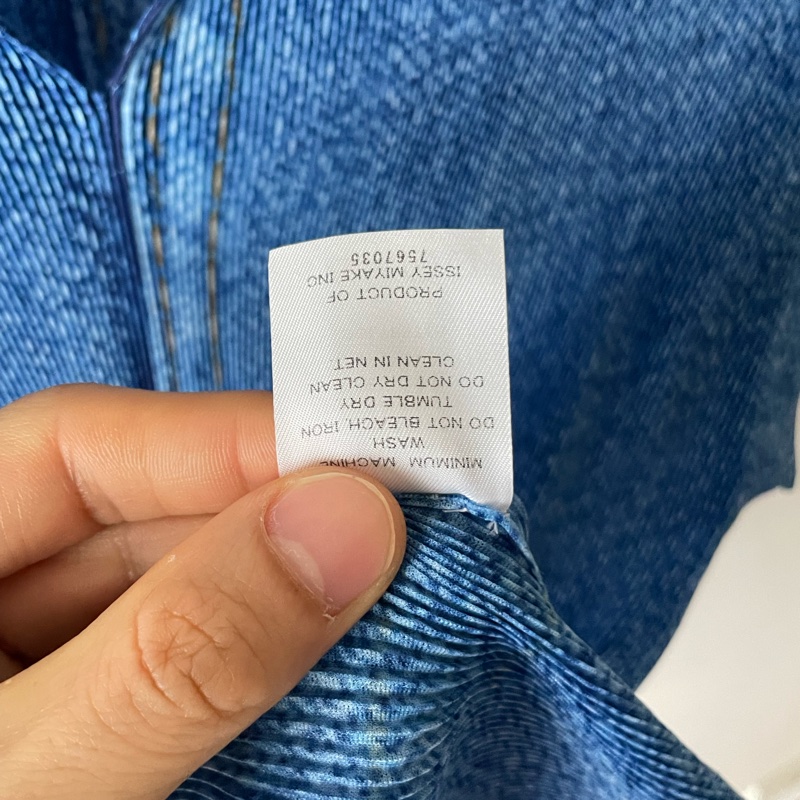 MINIMUM MACHINE
WASH
DO NOT BLEACH, IRON
TUMBLE DRY
DO NOT DRY CLEAN
CLEAN IN NET.
PRODUCT OF
ISSEY MIYAKE INC
7567035